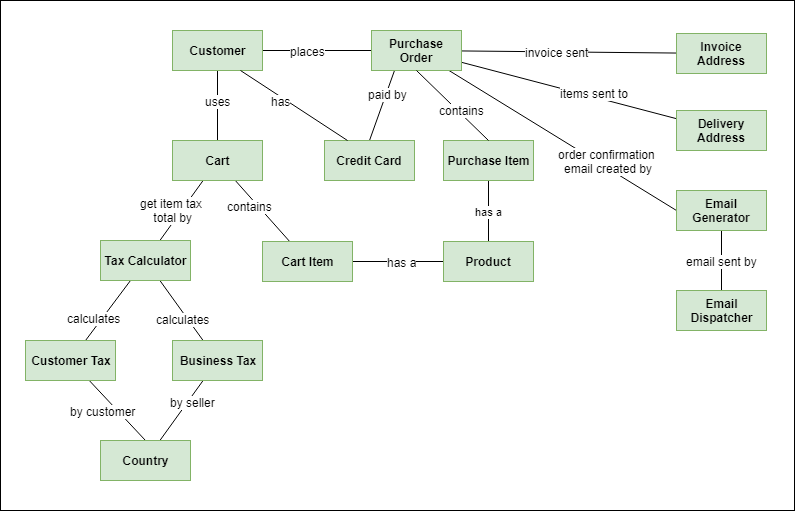 Customer
places
Purchase
Order
invoice sent
Invoice
Address
uses
has
paid by
contains
items sent to
Delivery
Address
Cart
Credit Card
Purchase Item
order confirmation
email created by
get item tax
total by
contains
has a
Email
Generator
Tax Calculator
Cart Item
has a
Product
email sent by
calculates
calculates
Email
Dispatcher
Customer Tax
Business Tax
by customer
by seller
Country